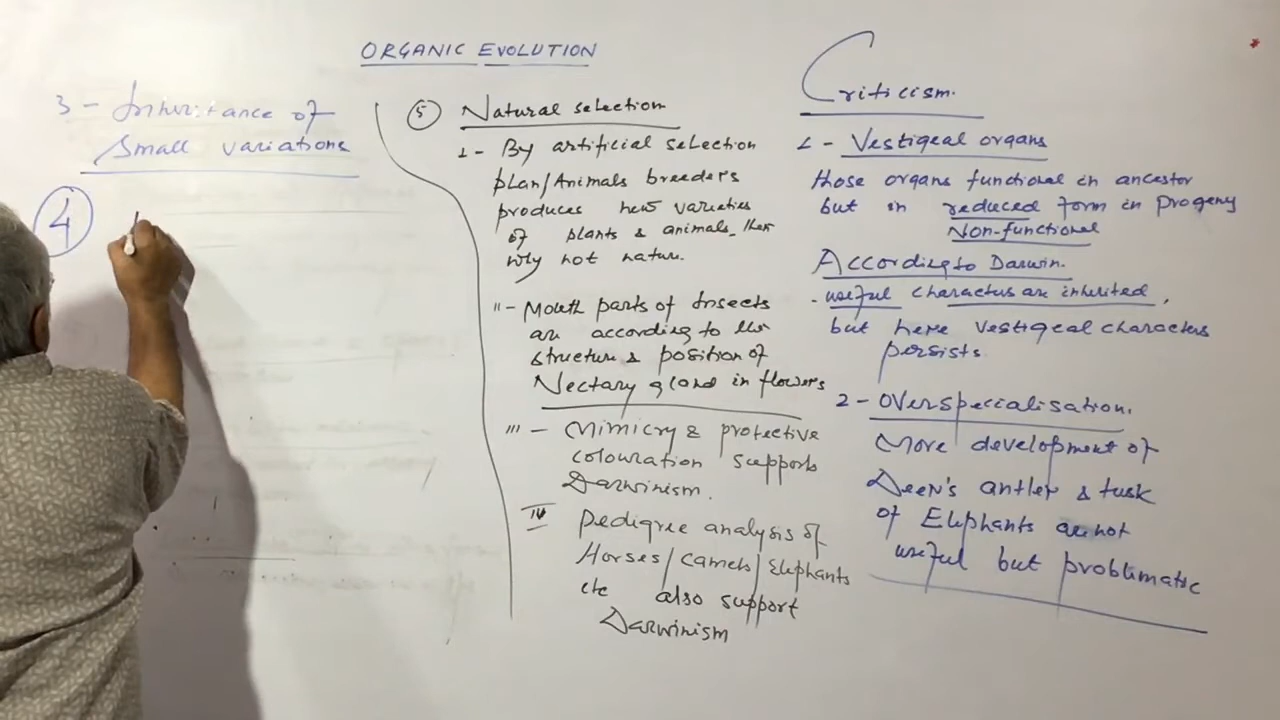 ORGANIC EVOLUTION
3 - Inheritance of
Small variations
4
5 Natural selection
1 - By artificial selection
plan/Animals breeders
produces new varieties
of plants & animals, then
why not nature.
11 - Mouth parts of Insects
are according to the
structure & position of
Nectary gland in flowers
111 - Mimicry & protective
colouration supports
Darwinism.
IV pedigree analysis of
Horses/Camels/Elephants
etc also support
Darwinism
Criticism.
1 - Vestigeal organs
those organs functional in ancestor
but in reduced form in progeny
Non-functional
According to Darwin.
- useful characters are inherited,
but here vestigeal characters
persists.
2 - Overspecialisation.
More development of
Deer's antler & tusk
of Elephants are not
useful but problematic